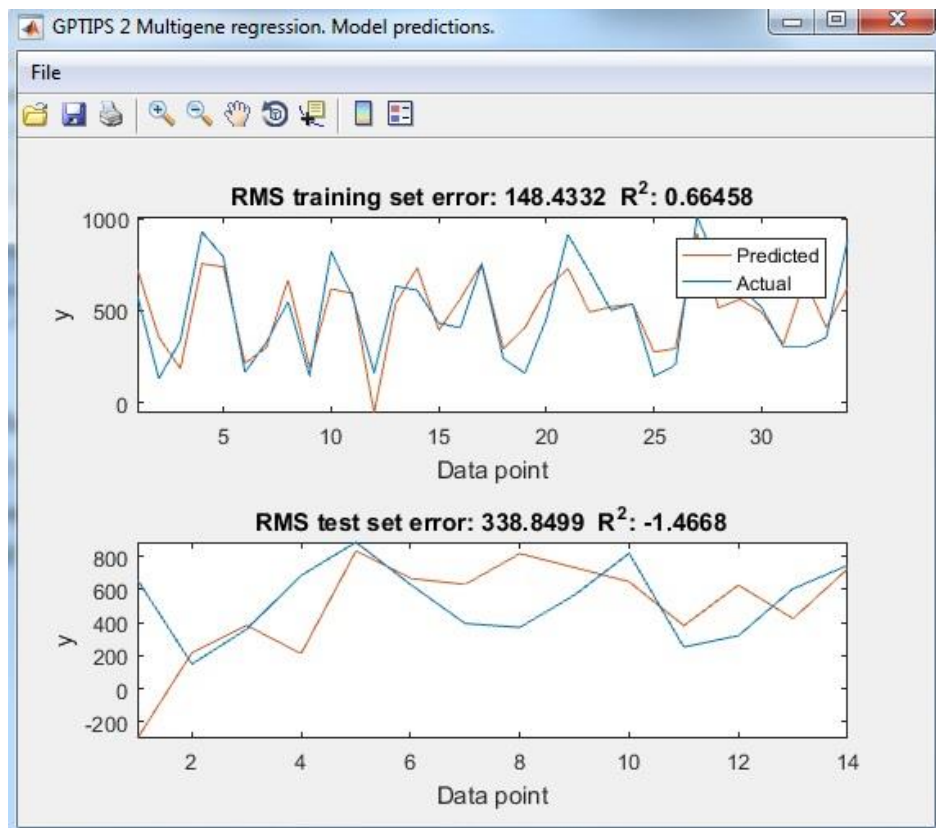 GPTIPS 2 Multigene regression. Model predictions.
File
RMS training set error: 148.4332 R²: 0.66458
1000
500
0
y
Predicted
Actual
5 10 15 20 25 30
Data point
RMS test set error: 338.8499 R²: -1.4668
800
600
400
200
0
-200
y
2 4 6 8 10 12 14
Data point